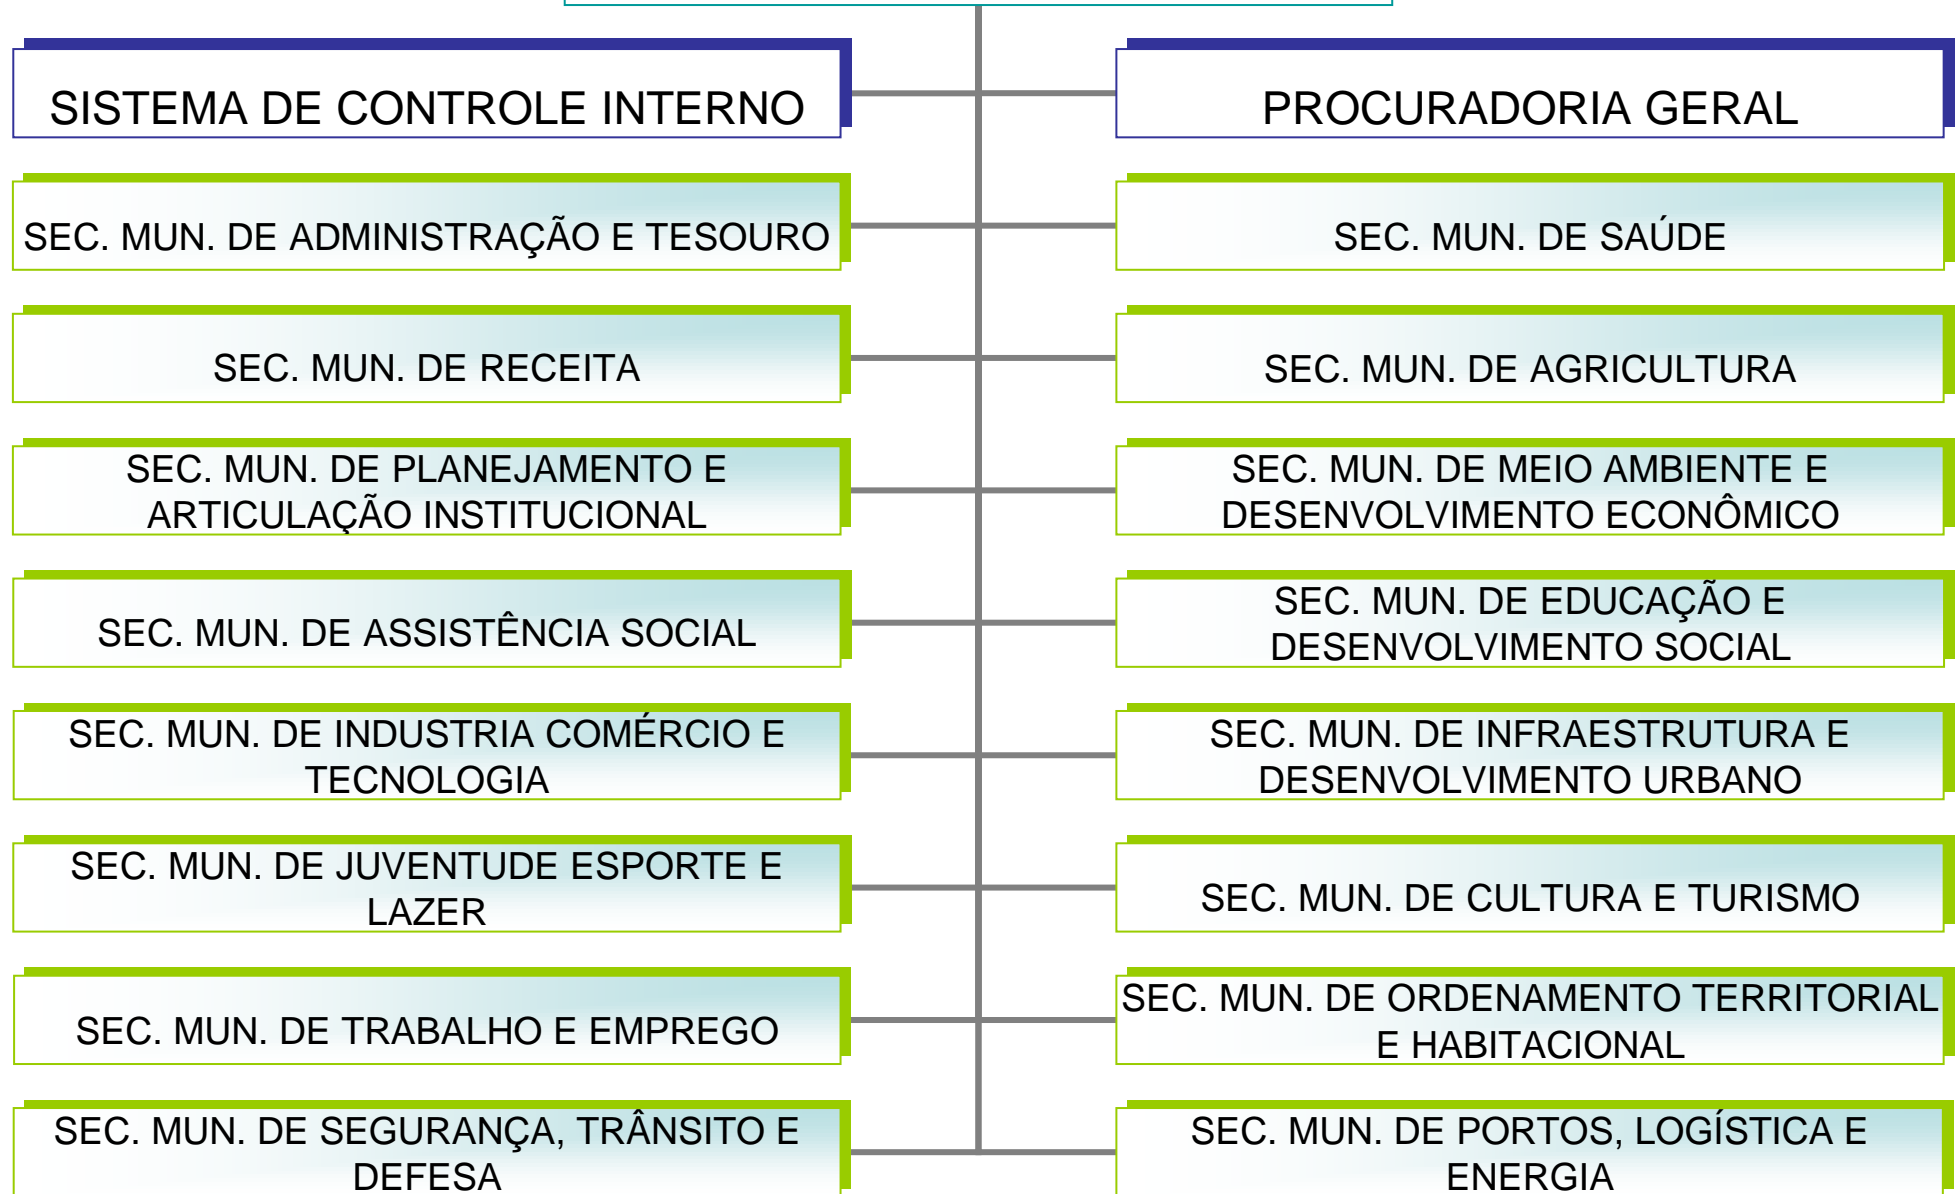 SISTEMA DE CONTROLE INTERNO
PROCURADORIA GERAL
SEC. MUN. DE ADMINISTRAÇÃO E TESOURO
SEC. MUN. DE SAÚDE
SEC. MUN. DE RECEITA
SEC. MUN. DE AGRICULTURA
SEC. MUN. DE PLANEJAMENTO E
ARTICULAÇÃO INSTITUCIONAL
SEC. MUN. DE MEIO AMBIENTE E
DESENVOLVIMENTO ECONÔMICO
SEC. MUN. DE ASSISTÊNCIA SOCIAL
SEC. MUN. DE EDUCAÇÃO E
DESENVOLVIMENTO SOCIAL
SEC. MUN. DE INDUSTRIA COMÉRCIO E
TECNOLOGIA
SEC. MUN. DE INFRAESTRUTURA E
DESENVOLVIMENTO URBANO
SEC. MUN. DE JUVENTUDE ESPORTE E
LAZER
SEC. MUN. DE CULTURA E TURISMO
SEC. MUN. DE TRABALHO E EMPREGO
SEC. MUN. DE ORDENAMENTO TERRITORIAL
E HABITACIONAL
SEC. MUN. DE SEGURANÇA, TRÂNSITO E
DEFESA
SEC. MUN. DE PORTOS, LOGÍSTICA E
ENERGIA